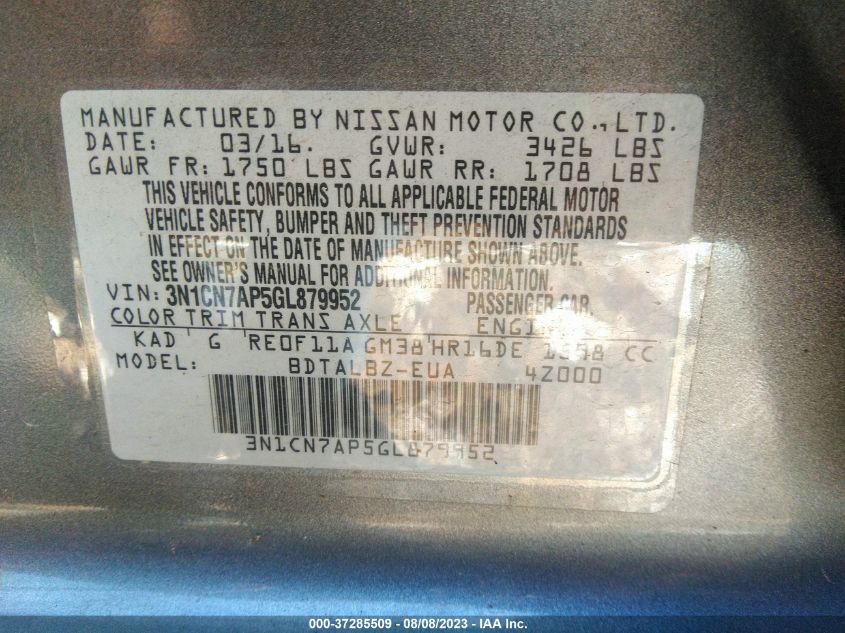 MANUFACTURED BY NISSAN MOTOR CO., LTD.
DATE: 03/16. GVWR: 3426 LBS
GAWR FR: 1750 LBS GAWR RR: 1708 LBS
THIS VEHICLE CONFORMS TO ALL APPLICABLE FEDERAL MOTOR
VEHICLE SAFETY, BUMPER AND THEFT PREVENTION STANDARDS
IN EFFECT ON THE DATE OF MANUFACTURE SHOWN ABOVE.
SEE OWNER'S MANUAL FOR ADDITIONAL INFORMATION.
VIN: 3N1CN7AP5GL879952 PASSENGER CAR.
COLOR TRIM TRANS AXLE ENGINE
KAD G RE0F11A GM38 HR16DE 1598 CC
MODEL: BDTALBZ-EUA 4Z000
3N1CN7AP5GL879952
000-37285509 - 08/08/2023 - © IAA Inc.